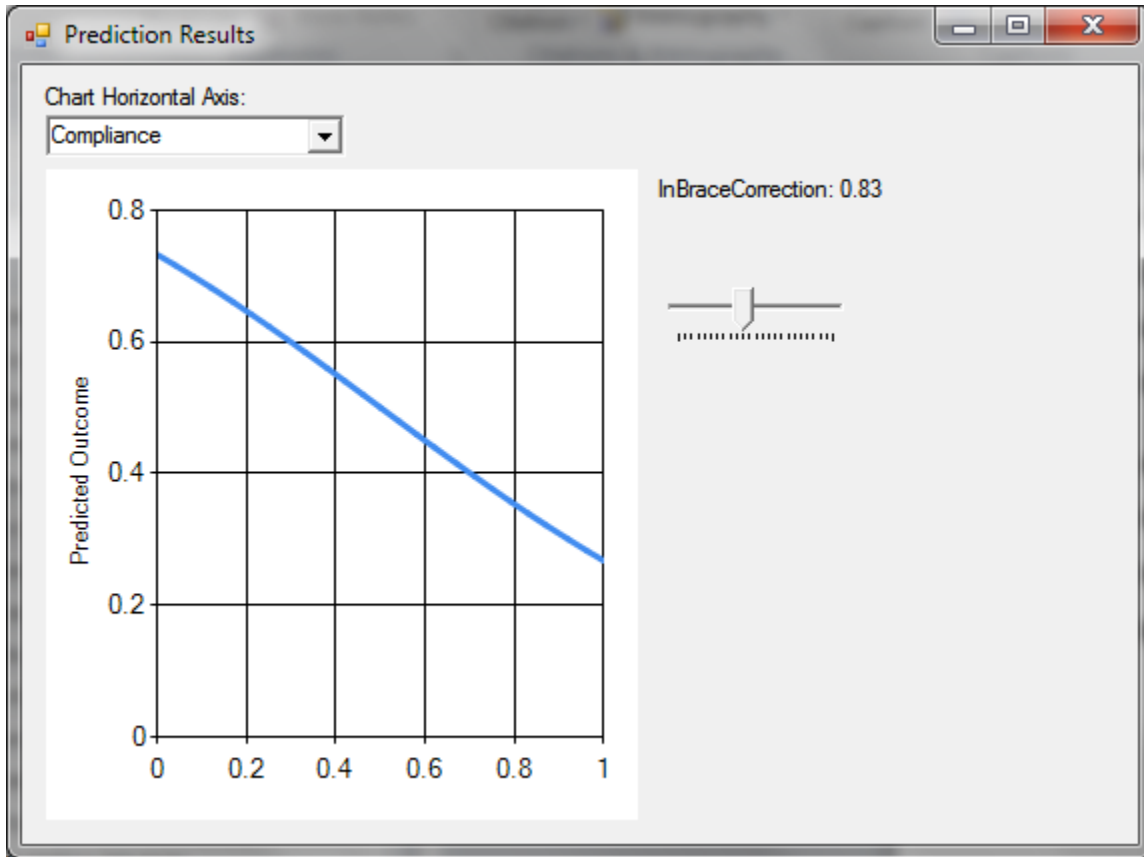 Prediction Results
Chart Horizontal Axis:
Compliance
InBraceCorrection: 0.83
0.8
0.6
0.4
0.2
0
Predicted Outcome
0 0.2 0.4 0.6 0.8 1